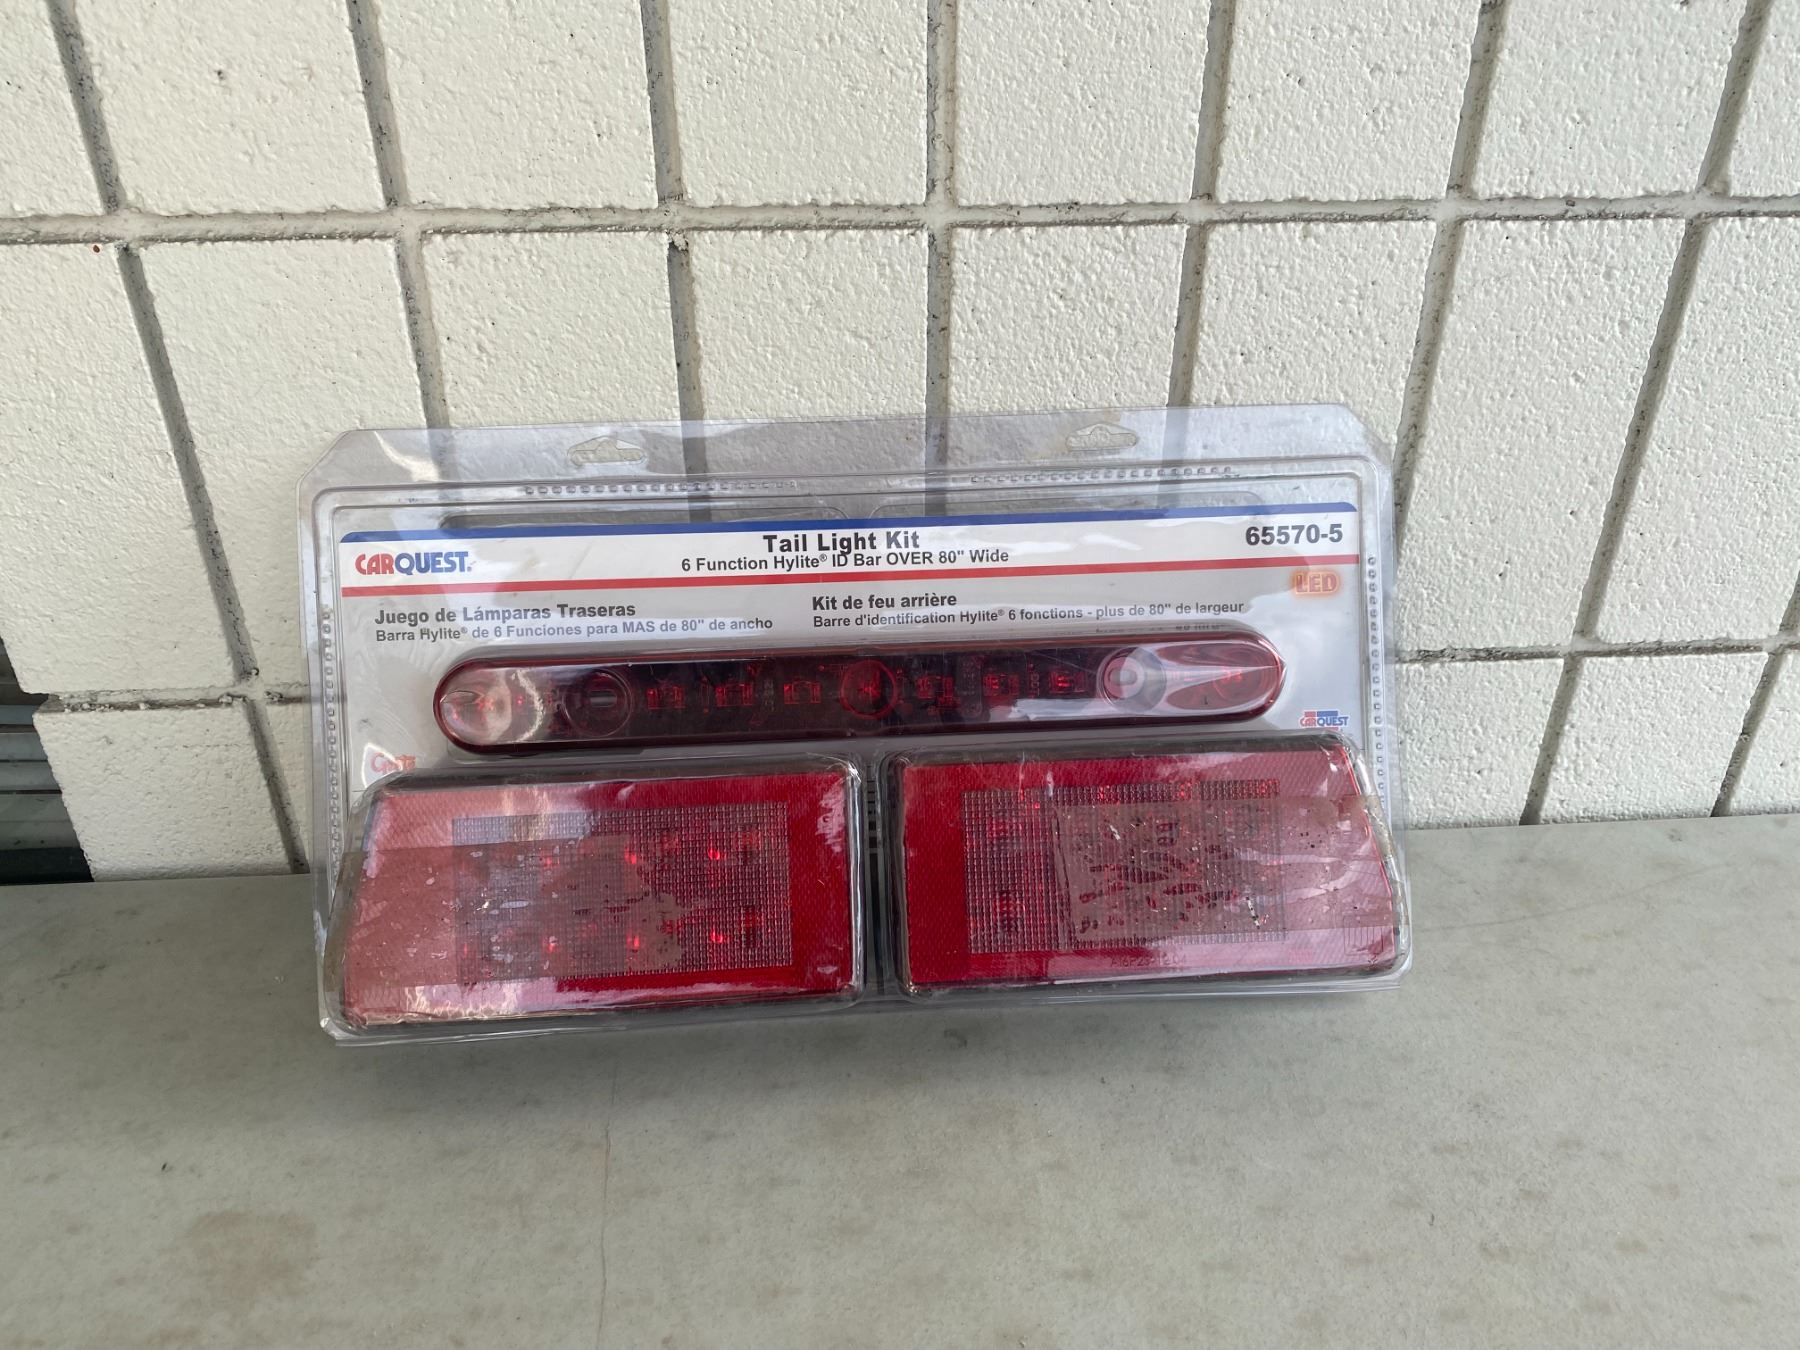 CARQUEST
Tail Light Kit
6 Function Hylite® ID Bar OVER 80" Wide
65570-5
LED
Juego de Lámparas Traseras
Barra Hylite® de 6 Funciones para MAS de 80" de ancho
Kit de feu arrière
Barre d'identification Hylite® 6 fonctions - plus de 80" de largeur
CARQUEST
Grote